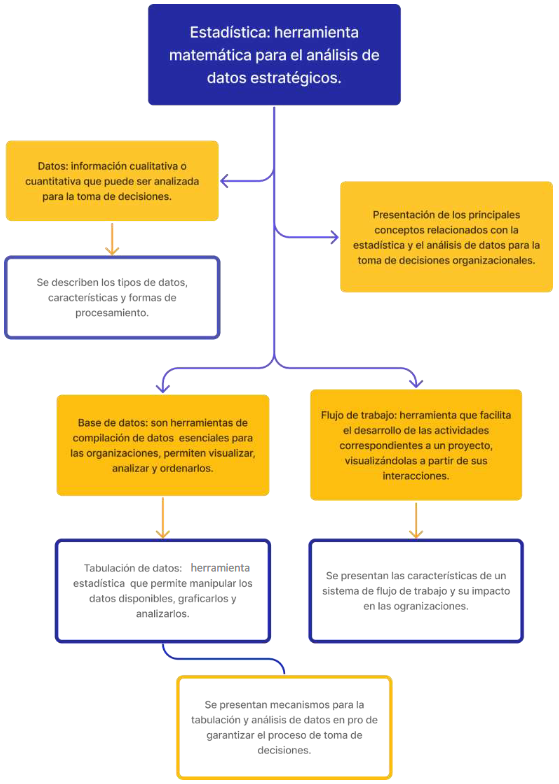 Estadística: herramienta
matemática para el análisis de
datos estratégicos.
Datos: información cualitativa o
cuantitativa que puede ser analizada
para la toma de decisiones.
Presentación de los principales
conceptos relacionados con la
estadística y el análisis de datos para la
toma de decisiones organizacionales.
Se describen los tipos de datos,
características y formas de
procesamiento.
Base de datos: son herramientas de
compilación de datos esenciales para
las organizaciones, permiten visualizar,
analizar y ordenarlos.
Flujo de trabajo: herramienta que facilita
el desarrollo de las actividades
correspondientes a un proyecto,
visualizándolas a partir de sus
interacciones.
Tabulación de datos: herramienta
estadística que permite manipular los
datos disponibles, graficarlos y
analizarlos.
Se presentan las características de un
sistema de flujo de trabajo y su impacto
en las ogranizaciones.
Se presentan mecanismos para la
tabulación y análisis de datos en pro de
garantizar el proceso de toma de
decisiones.